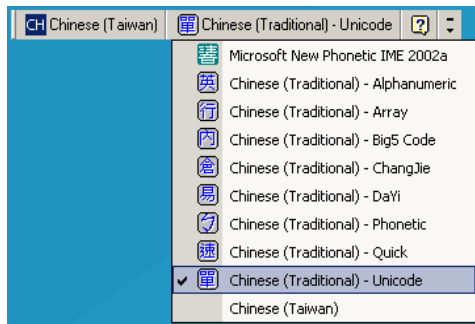 CH Chinese (Taiwan) 單 Chinese (Traditional) - Unicode ?
Microsoft New Phonetic IME 2002a
英 Chinese (Traditional) - Alphanumeric
行 Chinese (Traditional) - Array
內 Chinese (Traditional) - Big5 Code
倉 Chinese (Traditional) - ChangJie
易 Chinese (Traditional) - DaYi
ㄅ Chinese (Traditional) - Phonetic
速 Chinese (Traditional) - Quick
單 Chinese (Traditional) - Unicode
Chinese (Taiwan)